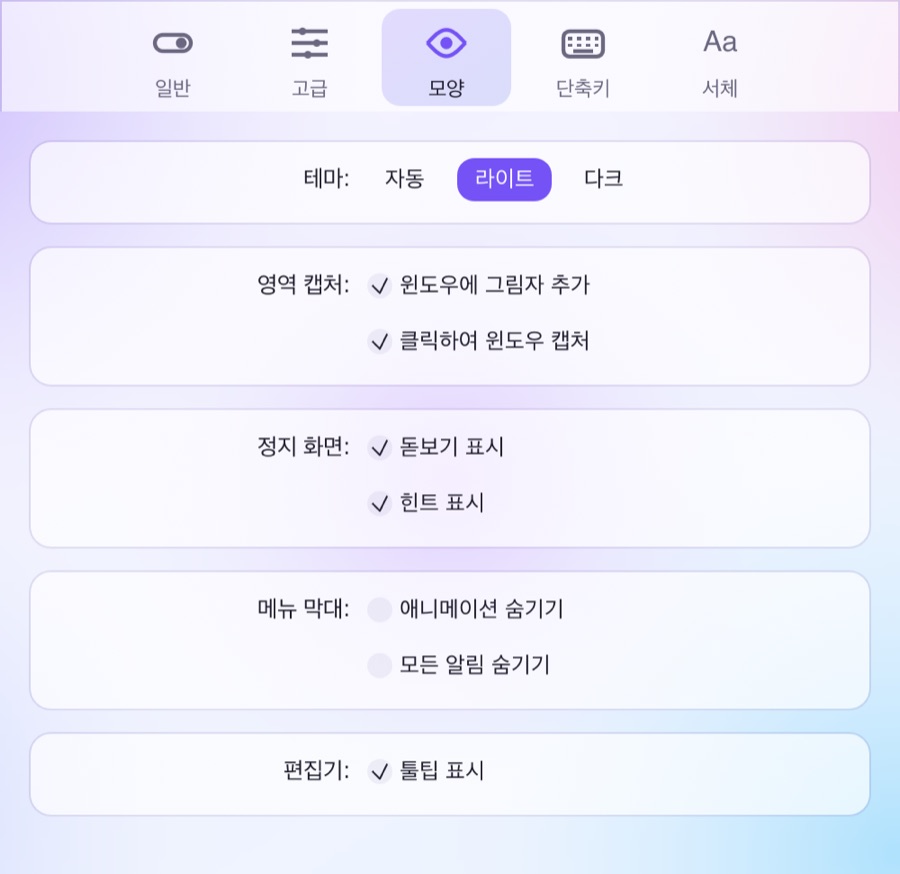 일반 고급 모양 단축키 Aa 서체
테마: 자동 라이트 다크
영역 캡처: 윈도우에 그림자 추가
클릭하여 윈도우 캡처
정지 화면: 돋보기 표시
힌트 표시
메뉴 막대: 애니메이션 숨기기
모든 알림 숨기기
편집기: 툴팁 표시